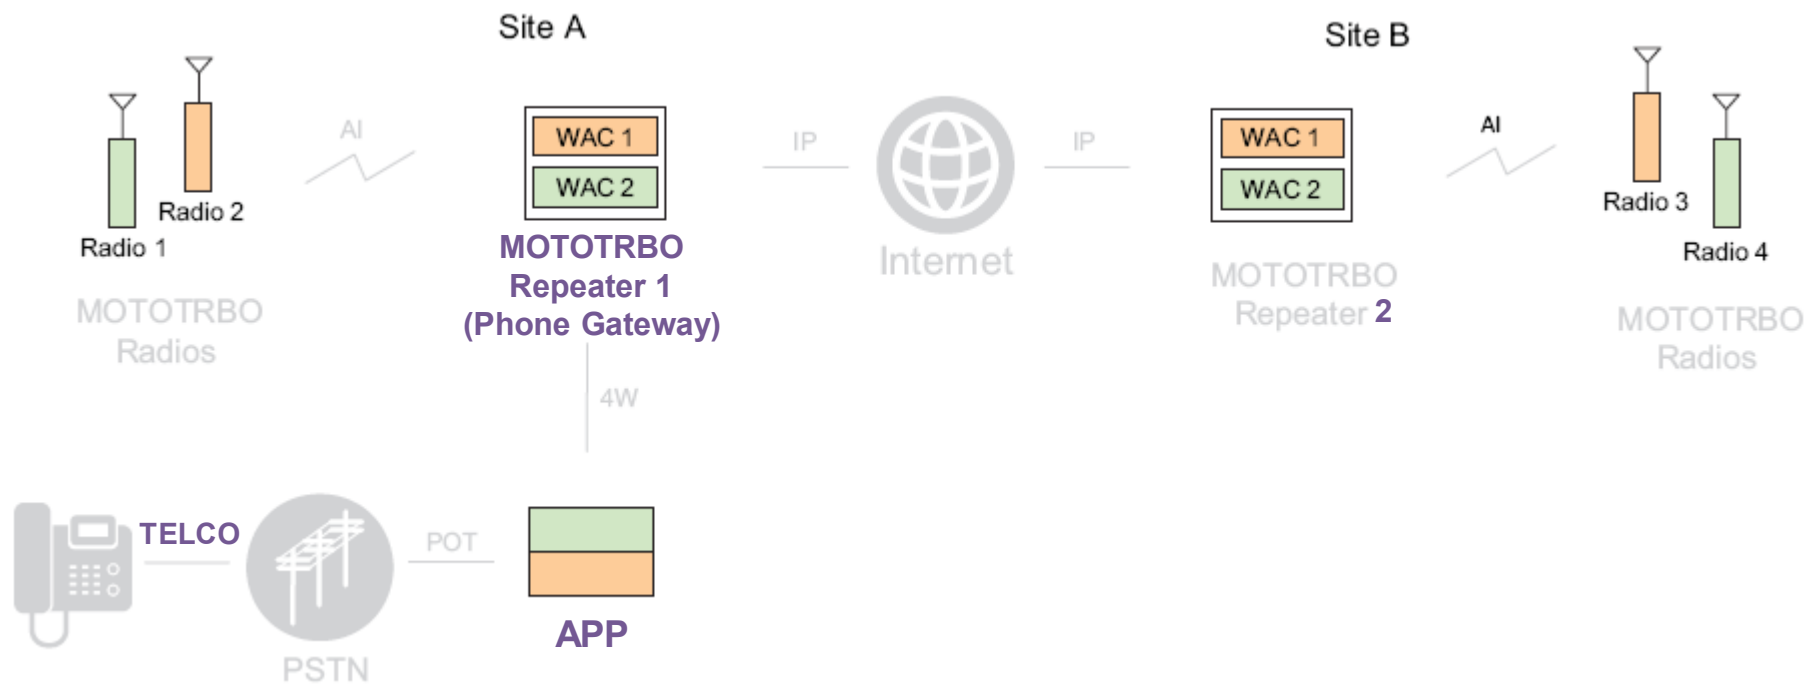 Site A
Site B
AI
WAC 1
WAC 2
IP
IP
WAC 1
WAC 2
AI
Radio 2
Radio 1
Radio 3
Radio 4
MOTOTRBO
Radios
MOTOTRBO
Repeater 1
(Phone Gateway)
Internet
MOTOTRBO
Repeater 2
MOTOTRBO
Radios
4W
TELCO
POT
APP
PSTN